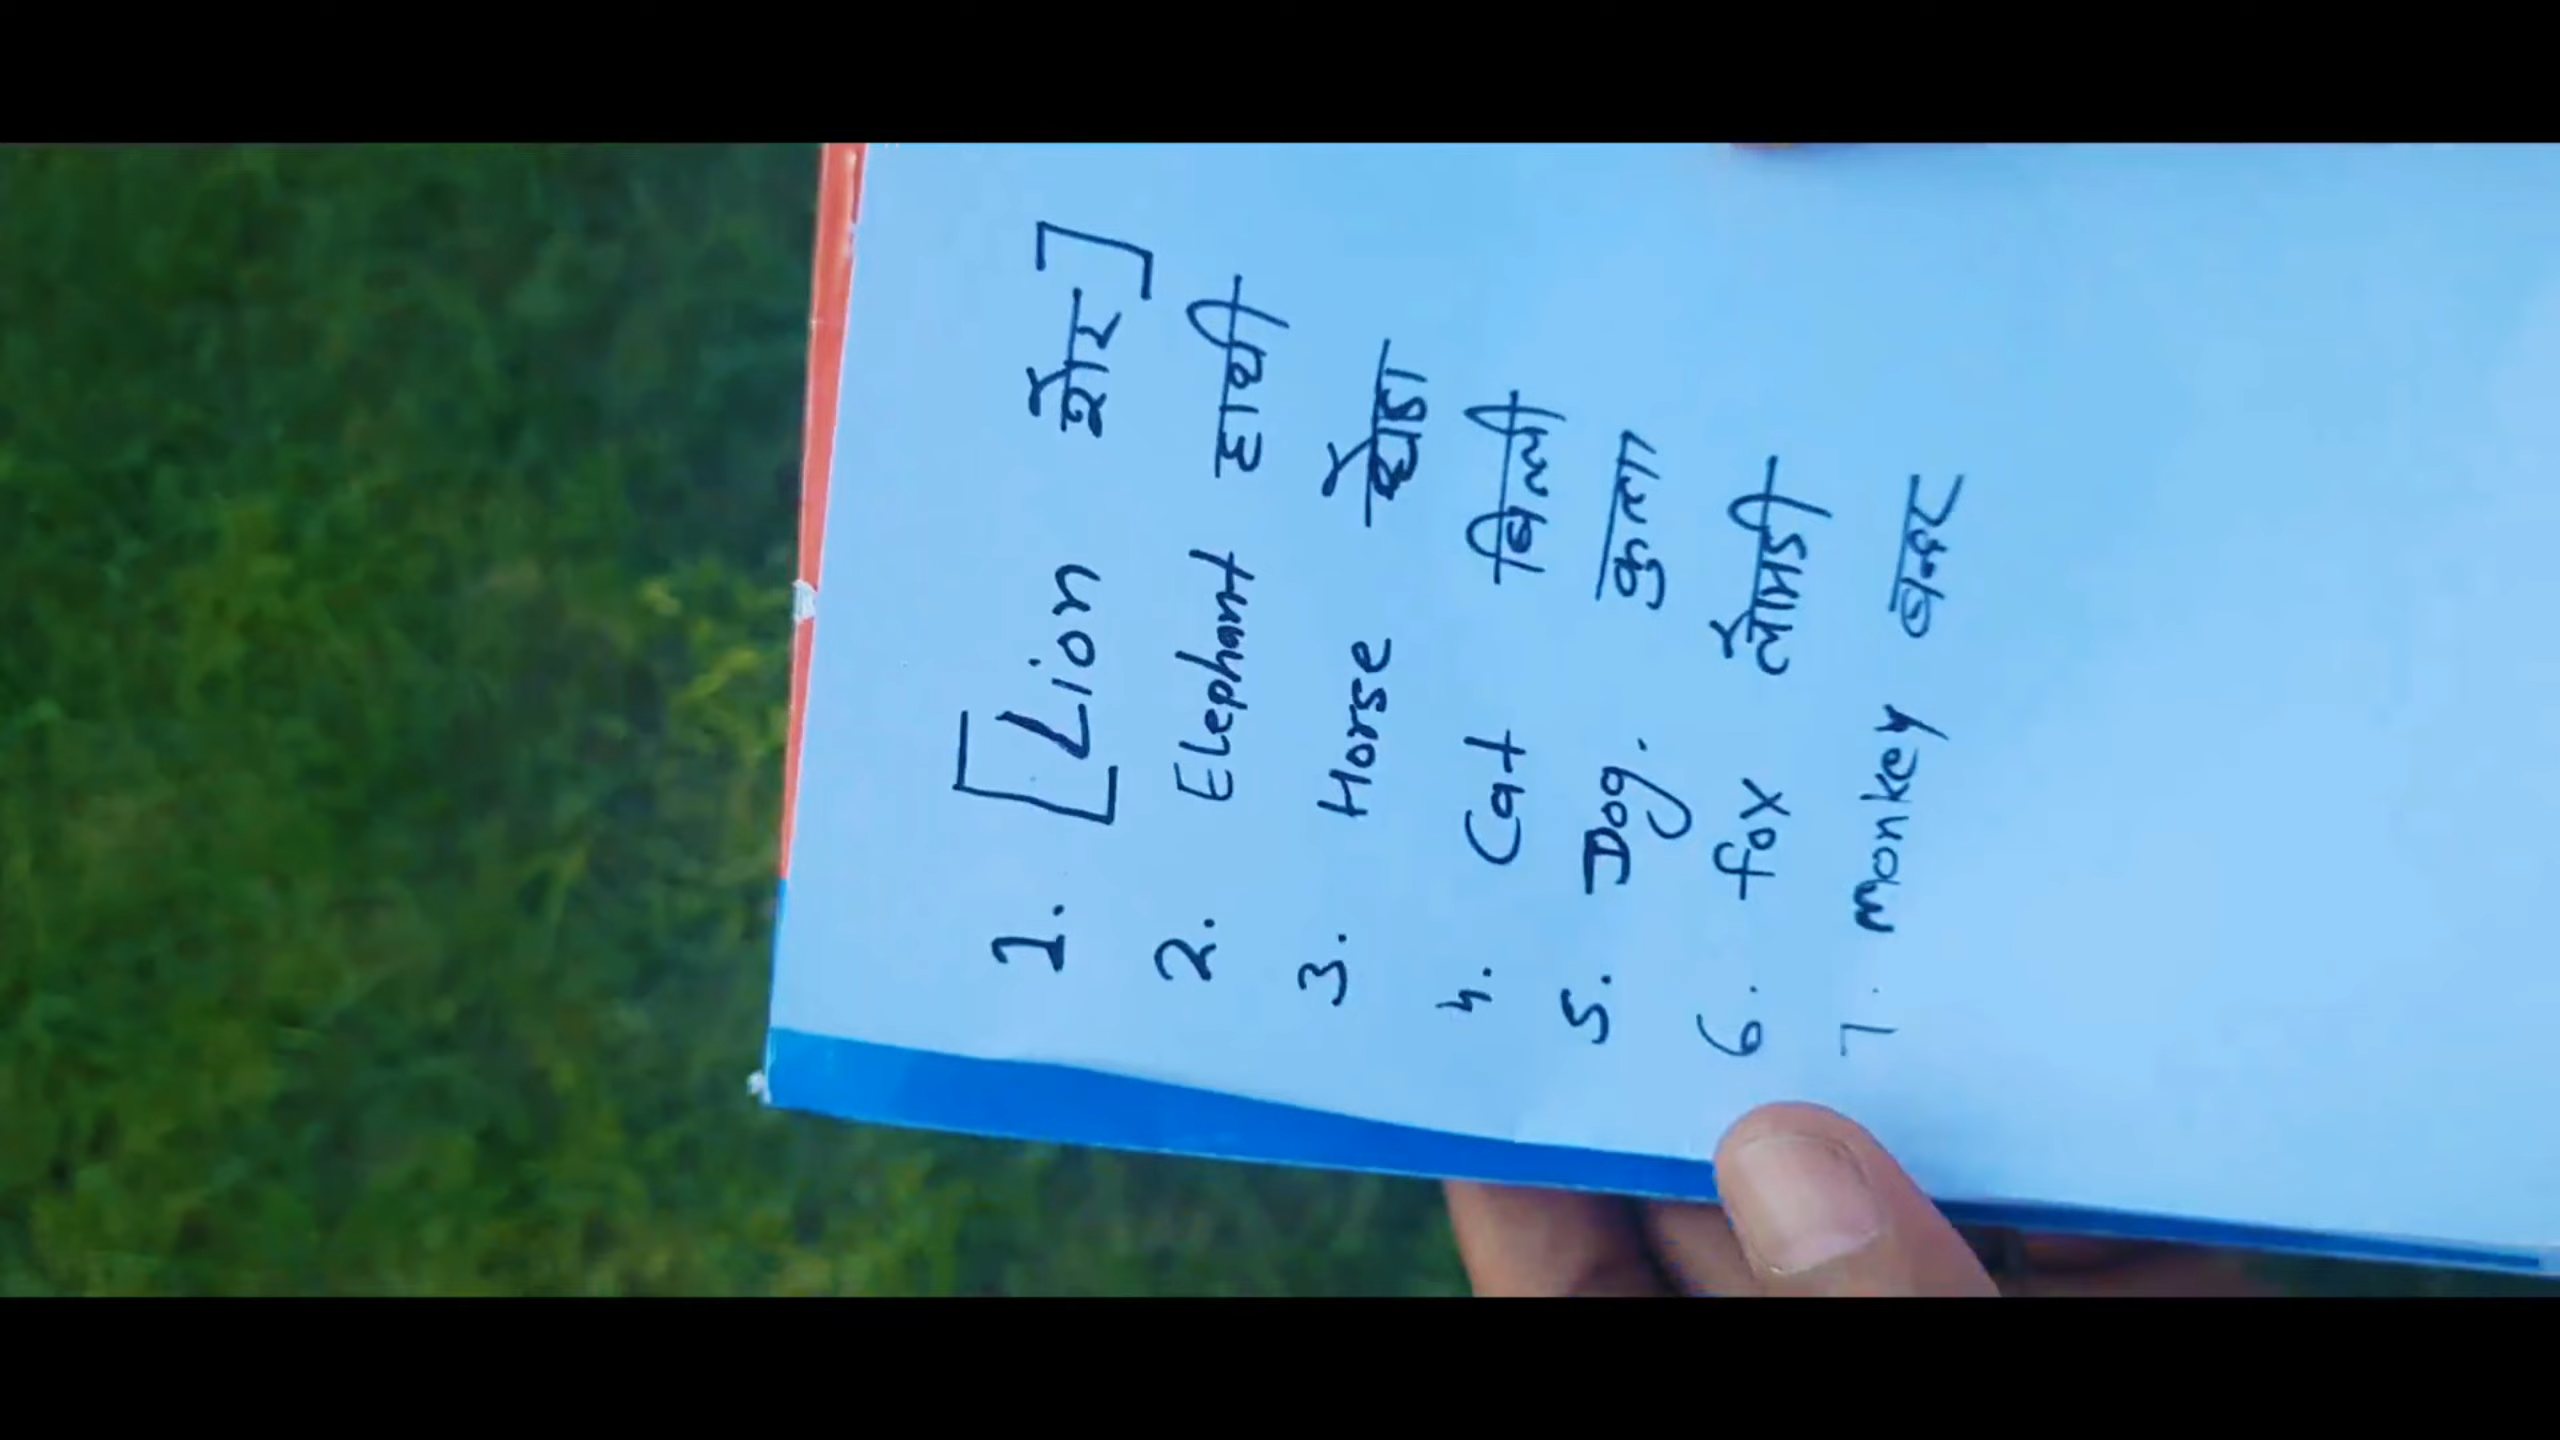 1. [Lion शेर]
2. Elephant हाथी
3. Horse घोडा
4. Cat बिल्ली
5. Dog. कुत्ता
6. fox लोमडी
7. monkey बन्दर